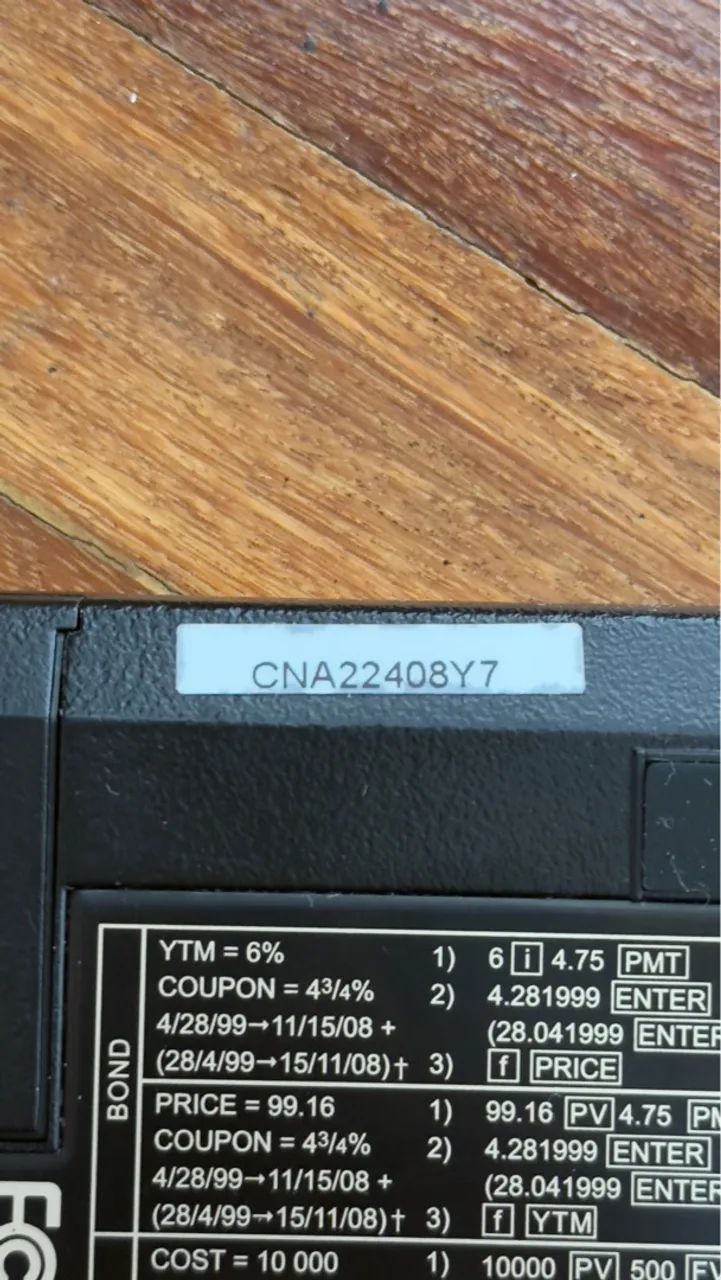 CNA22408Y7
BOND
YTM = 6% 1) 6 i 4.75 PMT
COUPON = 4³/₄% 2) 4.281999 ENTER
4/28/99→11/15/08 + (28.041999 ENTER
(28/4/99→15/11/08)† 3) f PRICE
PRICE = 99.16 1) 99.16 PV 4.75 PM
COUPON = 4³/₄% 2) 4.281999 ENTER
4/28/99→11/15/08 + (28.041999 ENTER
(28/4/99→15/11/08)† 3) f YTM
COST = 10 000 1) 10000 PV 500 FV